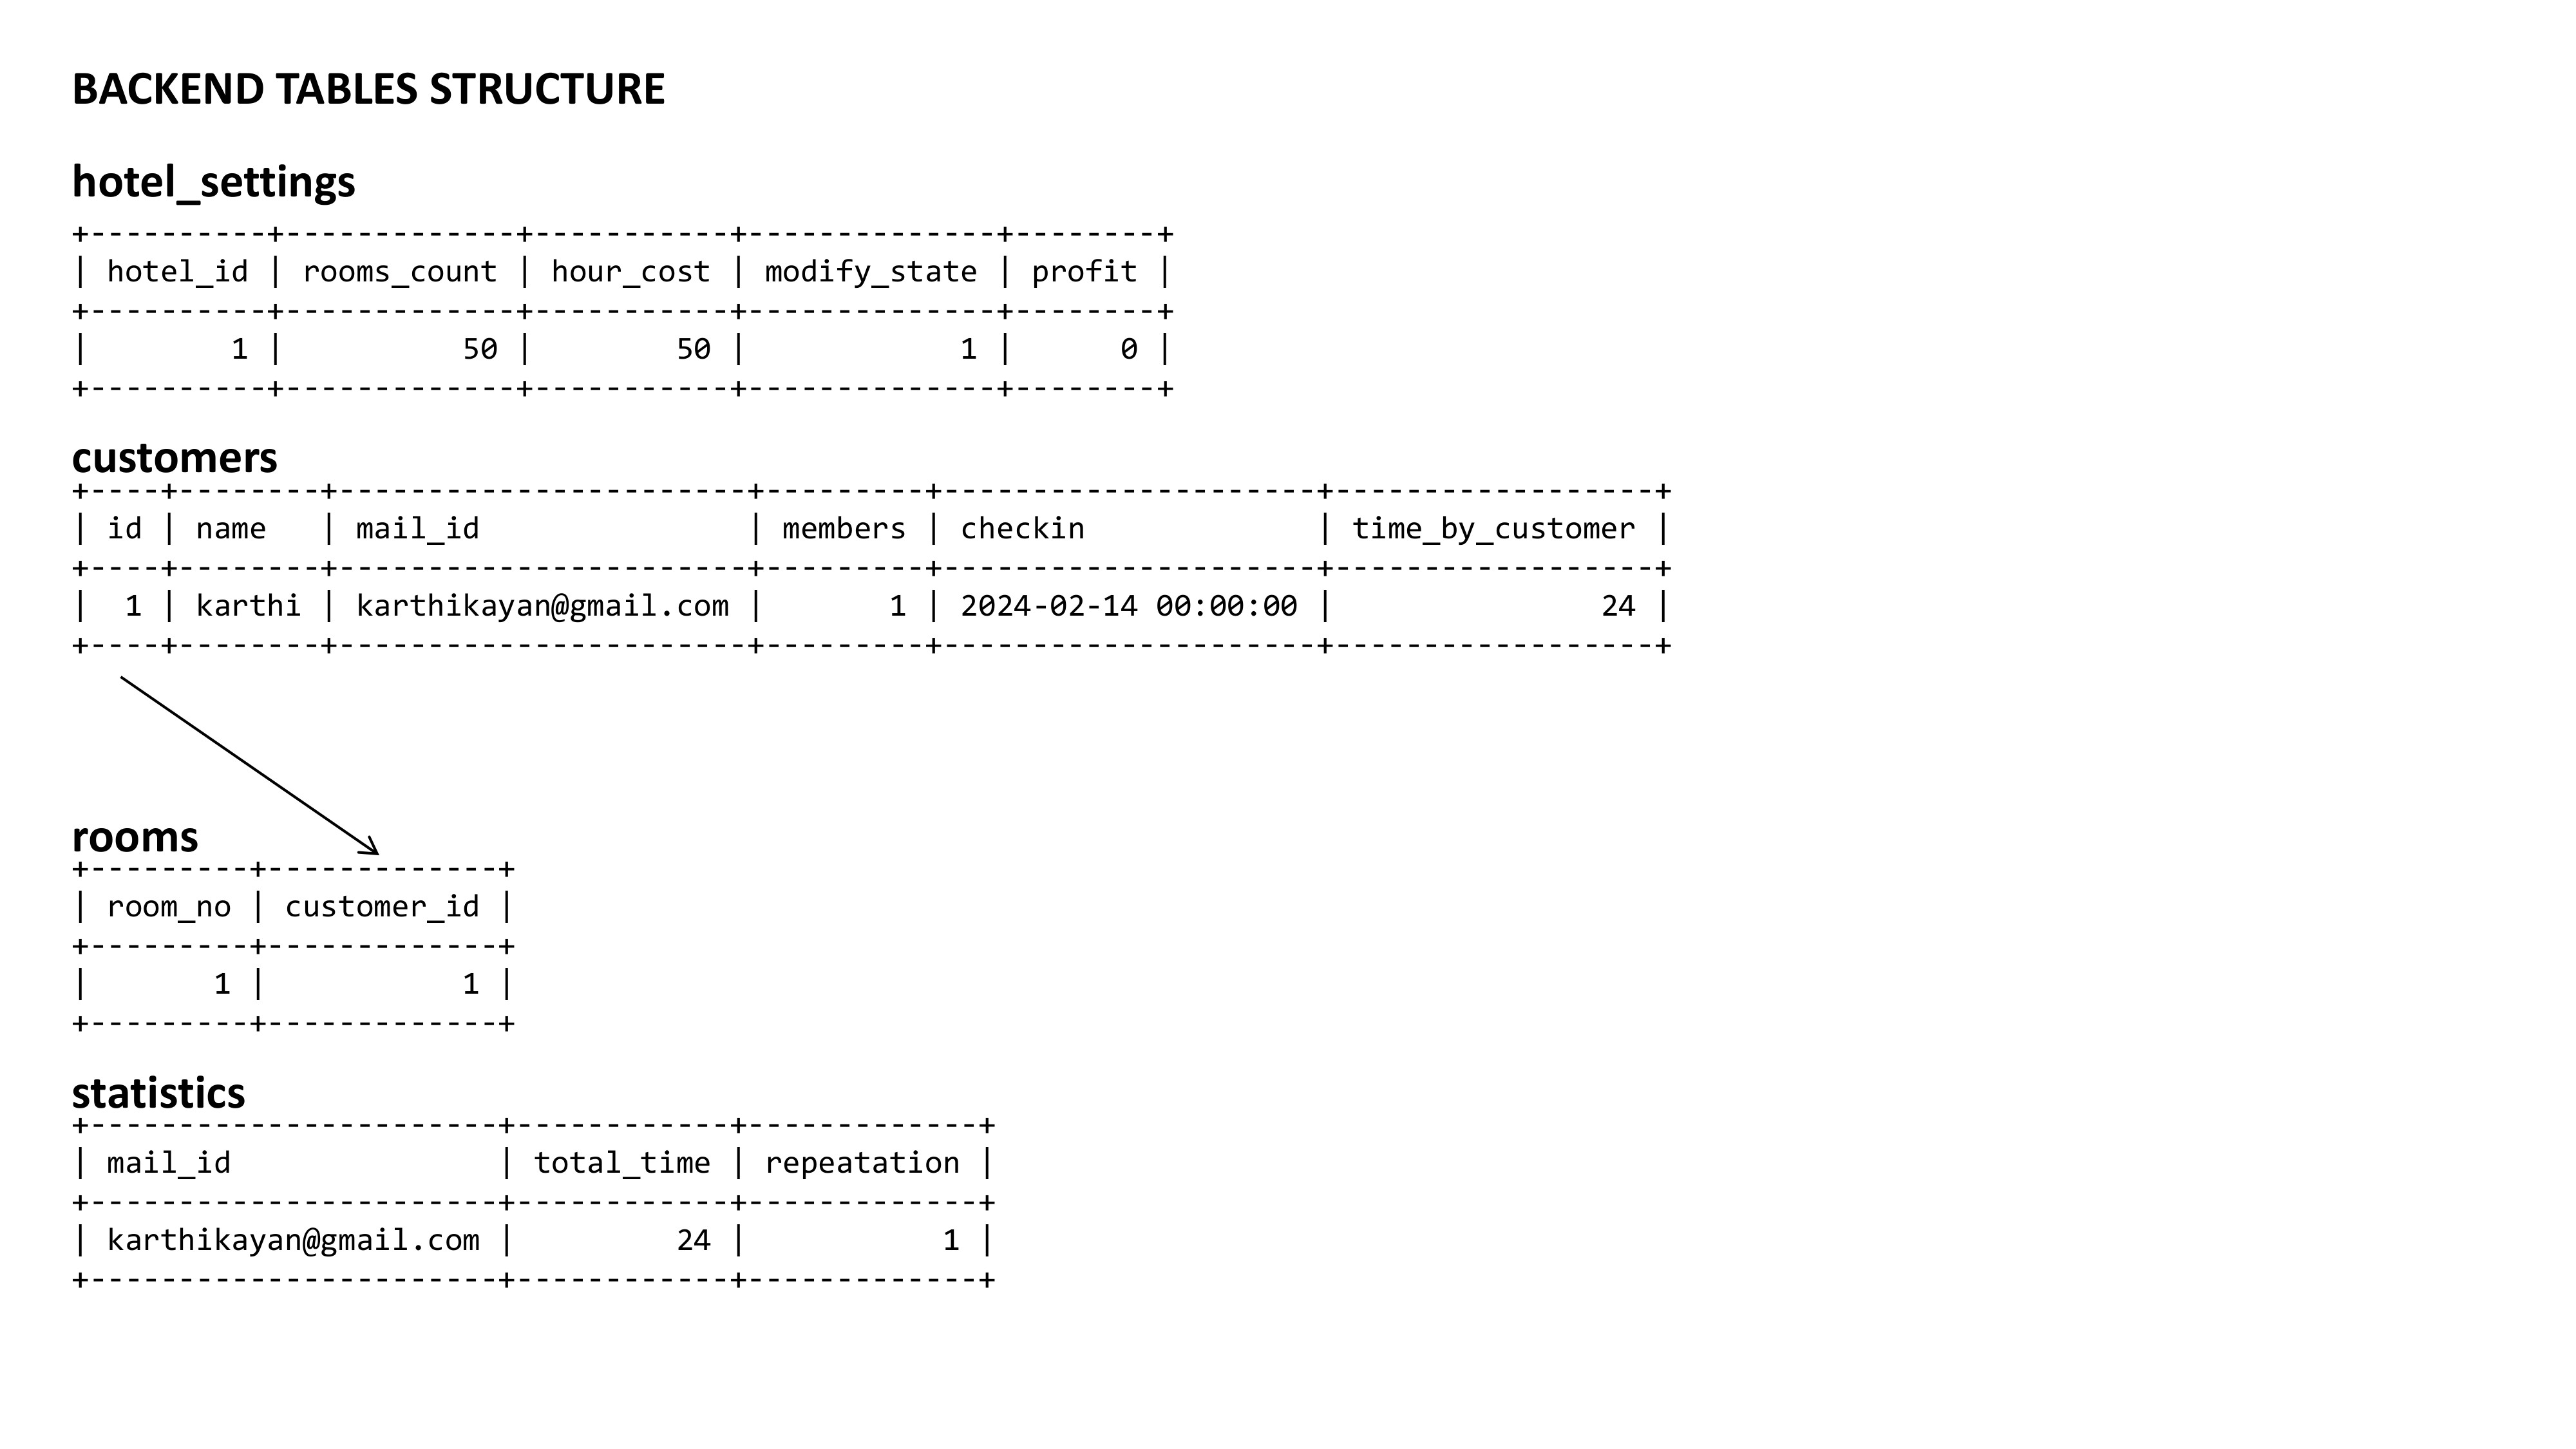 BACKEND TABLES STRUCTURE
hotel_settings
+----------+-------------+-----------+--------------+--------+
| hotel_id | rooms_count | hour_cost | modify_state | profit |
+----------+-------------+-----------+--------------+--------+
|        1 |          50 |        50 |            1 |      0 |
+----------+-------------+-----------+--------------+--------+
customers
+----+--------+-----------------------+---------+---------------------+------------------+
| id | name   | mail_id               | members | checkin             | time_by_customer |
+----+--------+-----------------------+---------+---------------------+------------------+
|  1 | karthi | karthikayan@gmail.com |       1 | 2024-02-14 00:00:00 |               24 |
+----+--------+-----------------------+---------+---------------------+------------------+
rooms
+---------+-------------+
| room_no | customer_id |
+---------+-------------+
|       1 |           1 |
+---------+-------------+
statistics
+-----------------------+------------+-------------+
| mail_id               | total_time | repeatation |
+-----------------------+------------+-------------+
| karthikayan@gmail.com |         24 |           1 |
+-----------------------+------------+-------------+